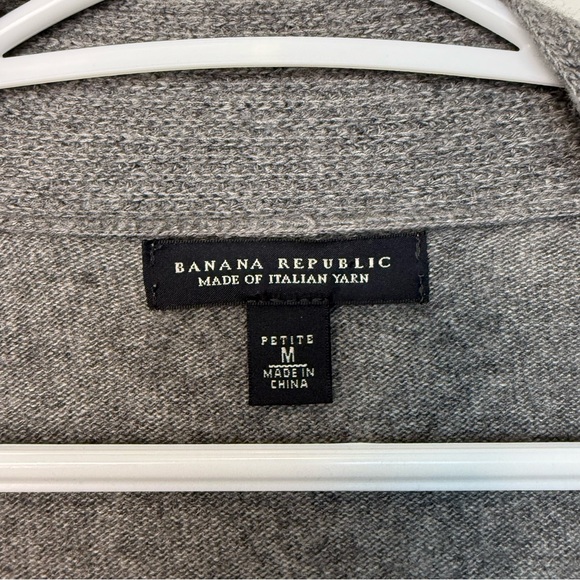 BANANA REPUBLIC
MADE OF ITALIAN YARN
PETITE
M
MADE IN
CHINA